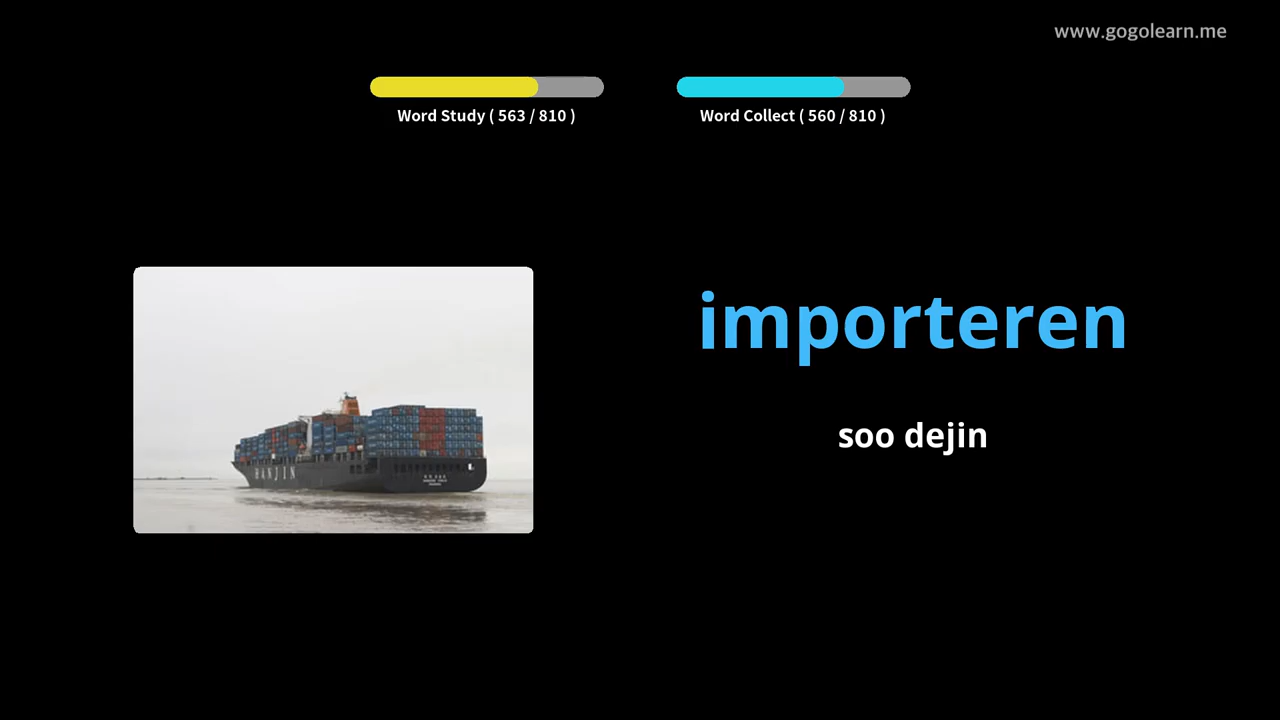 www.gogolearn.me
Word Study ( 563 / 810 )
Word Collect ( 560 / 810 )
importeren
soo dejin
HANJIN